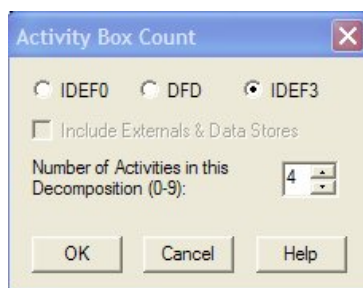 Activity Box Count
IDEF0 DFD IDEF3
Include Externals & Data Stores
Number of Activities in this
Decomposition (0-9):
4
OK Cancel Help